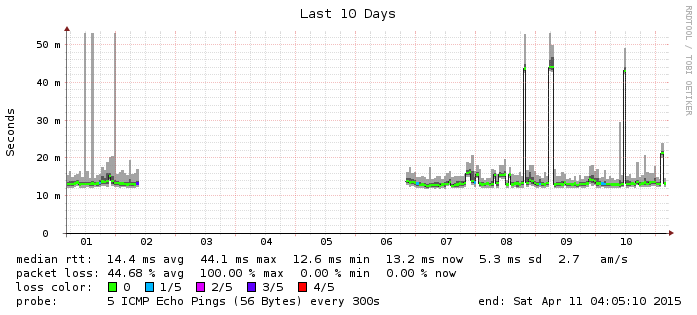 Last 10 Days
RRDTOOL / TOBI OETIKER
Seconds
50 m
40 m
30 m
20 m
10 m
0
01 02 03 04 05 06 07 08 09 10
median rtt: 14.4 ms avg 44.1 ms max 12.6 ms min 13.2 ms now 5.3 ms sd 2.7 am/s
packet loss: 44.68 % avg 100.00 % max 0.00 % min 0.00 % now
loss color: 0 1/5 2/5 3/5 4/5
probe: 5 ICMP Echo Pings (56 Bytes) every 300s end: Sat Apr 11 04:05:10 2015